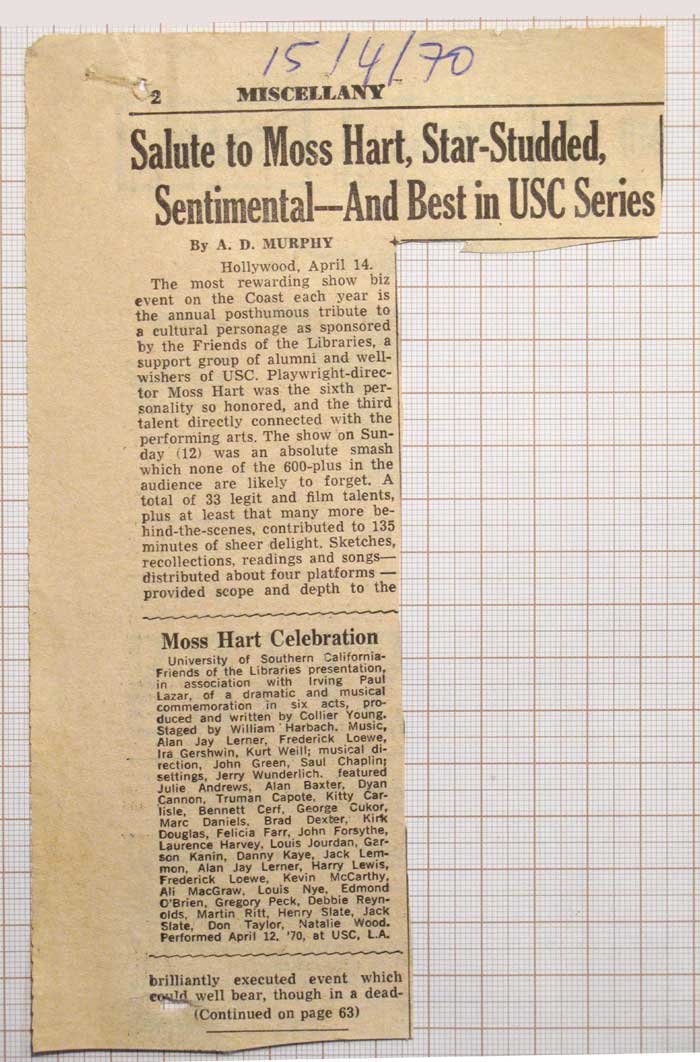 15/4/70
2 MISCELLANY
Salute to Moss Hart, Star-Studded,
Sentimental—And Best in USC Series
By A. D. MURPHY
Hollywood, April 14.
The most rewarding show biz
event on the Coast each year is
the annual posthumous tribute to
a cultural personage as sponsored
by the Friends of the Libraries, a
support group of alumni and well-
wishers of USC. Playwright-direc-
tor Moss Hart was the sixth per-
sonality so honored, and the third
talent directly connected with the
performing arts. The show on Sun-
day (12) was an absolute smash
which none of the 600-plus in the
audience are likely to forget. A
total of 33 legit and film talents,
plus at least that many more be-
hind-the-scenes, contributed to 135
minutes of sheer delight. Sketches,
recollections, readings and songs—
distributed about four platforms —
provided scope and depth to the
Moss Hart Celebration
University of Southern California-
Friends of the Libraries presentation,
in association with Irving Paul
Lazar, of a dramatic and musical
commemoration in six acts, pro-
duced and written by Collier Young.
Staged by William Harbach. Music,
Alan Jay Lerner, Frederick Loewe,
Ira Gershwin, Kurt Weill; musical di-
rection, John Green, Saul Chaplin;
settings, Jerry Wunderlich. featured
Julie Andrews, Alan Baxter, Dyan
Cannon, Truman Capote, Kitty Car-
lisle, Bennett Cerf, George Cukor,
Marc Daniels, Brad Dexter, Kirk
Douglas, Felicia Farr, John Forsythe,
Laurence Harvey, Louis Jourdan, Gar-
son Kanin, Danny Kaye, Jack Lem-
mon, Alan Jay Lerner, Harry Lewis,
Frederick Loewe, Kevin McCarthy,
Ali MacGraw, Louis Nye, Edmond
O'Brien, Gregory Peck, Debbie Reyn-
olds, Martin Ritt, Henry Slate, Jack
Slate, Don Taylor, Natalie Wood.
Performed April 12, '70, at USC, L.A.
brilliantly executed event which
could well bear, though in a dead-
(Continued on page 63)